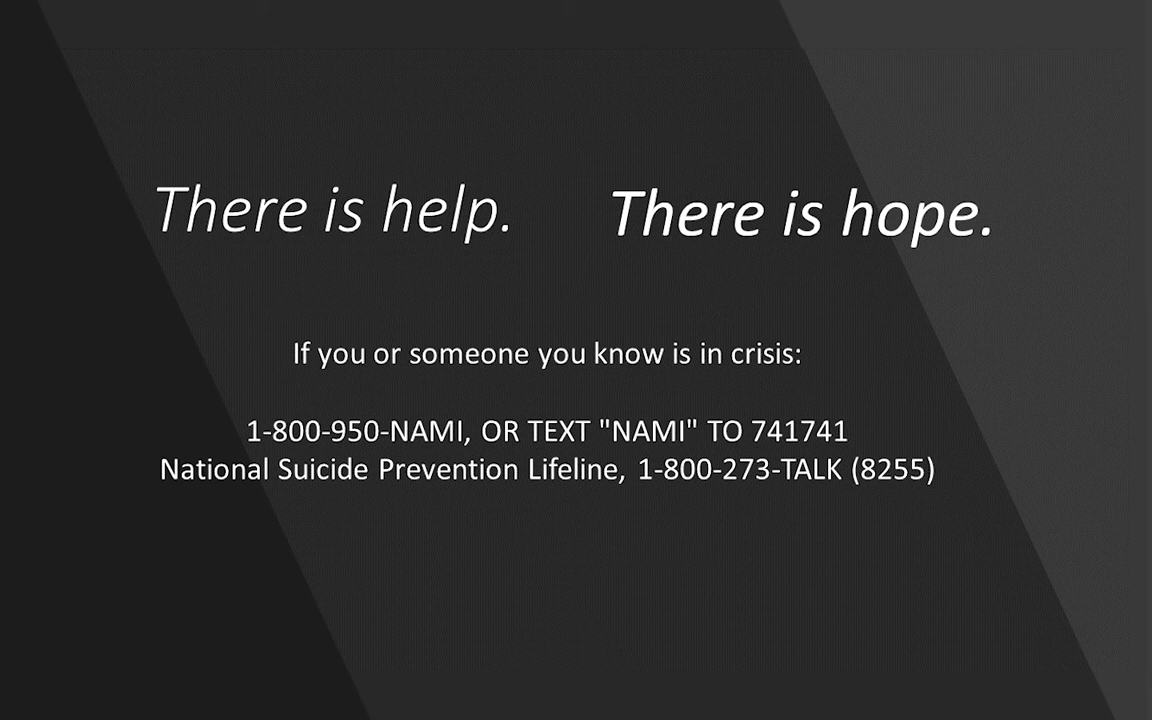 There is help. There is hope.
If you or someone you know is in crisis:
1-800-950-NAMI, OR TEXT "NAMI" TO 741741
National Suicide Prevention Lifeline, 1-800-273-TALK (8255)